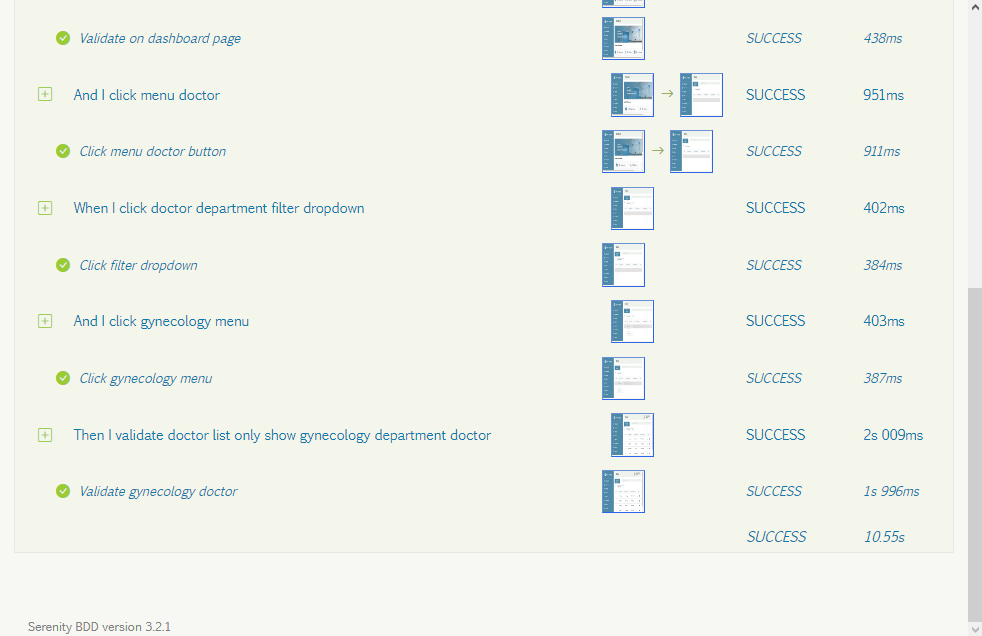 Validate on dashboard page SUCCESS 438ms
And I click menu doctor SUCCESS 951ms
Click menu doctor button SUCCESS 911ms
When I click doctor department filter dropdown SUCCESS 402ms
Click filter dropdown SUCCESS 384ms
And I click gynecology menu SUCCESS 403ms
Click gynecology menu SUCCESS 387ms
Then I validate doctor list only show gynecology department doctor SUCCESS 2s 009ms
Validate gynecology doctor SUCCESS 1s 996ms
SUCCESS 10.55s
Serenity BDD version 3.2.1